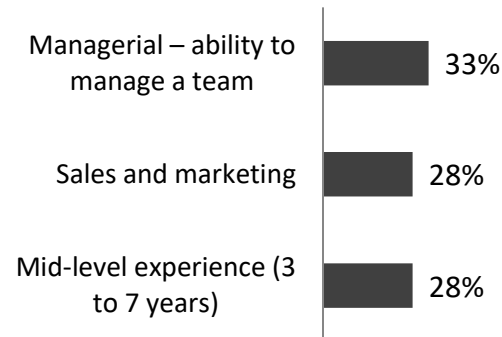 Managerial – ability to
manage a team
33%
Sales and marketing
28%
Mid-level experience (3
to 7 years)
28%